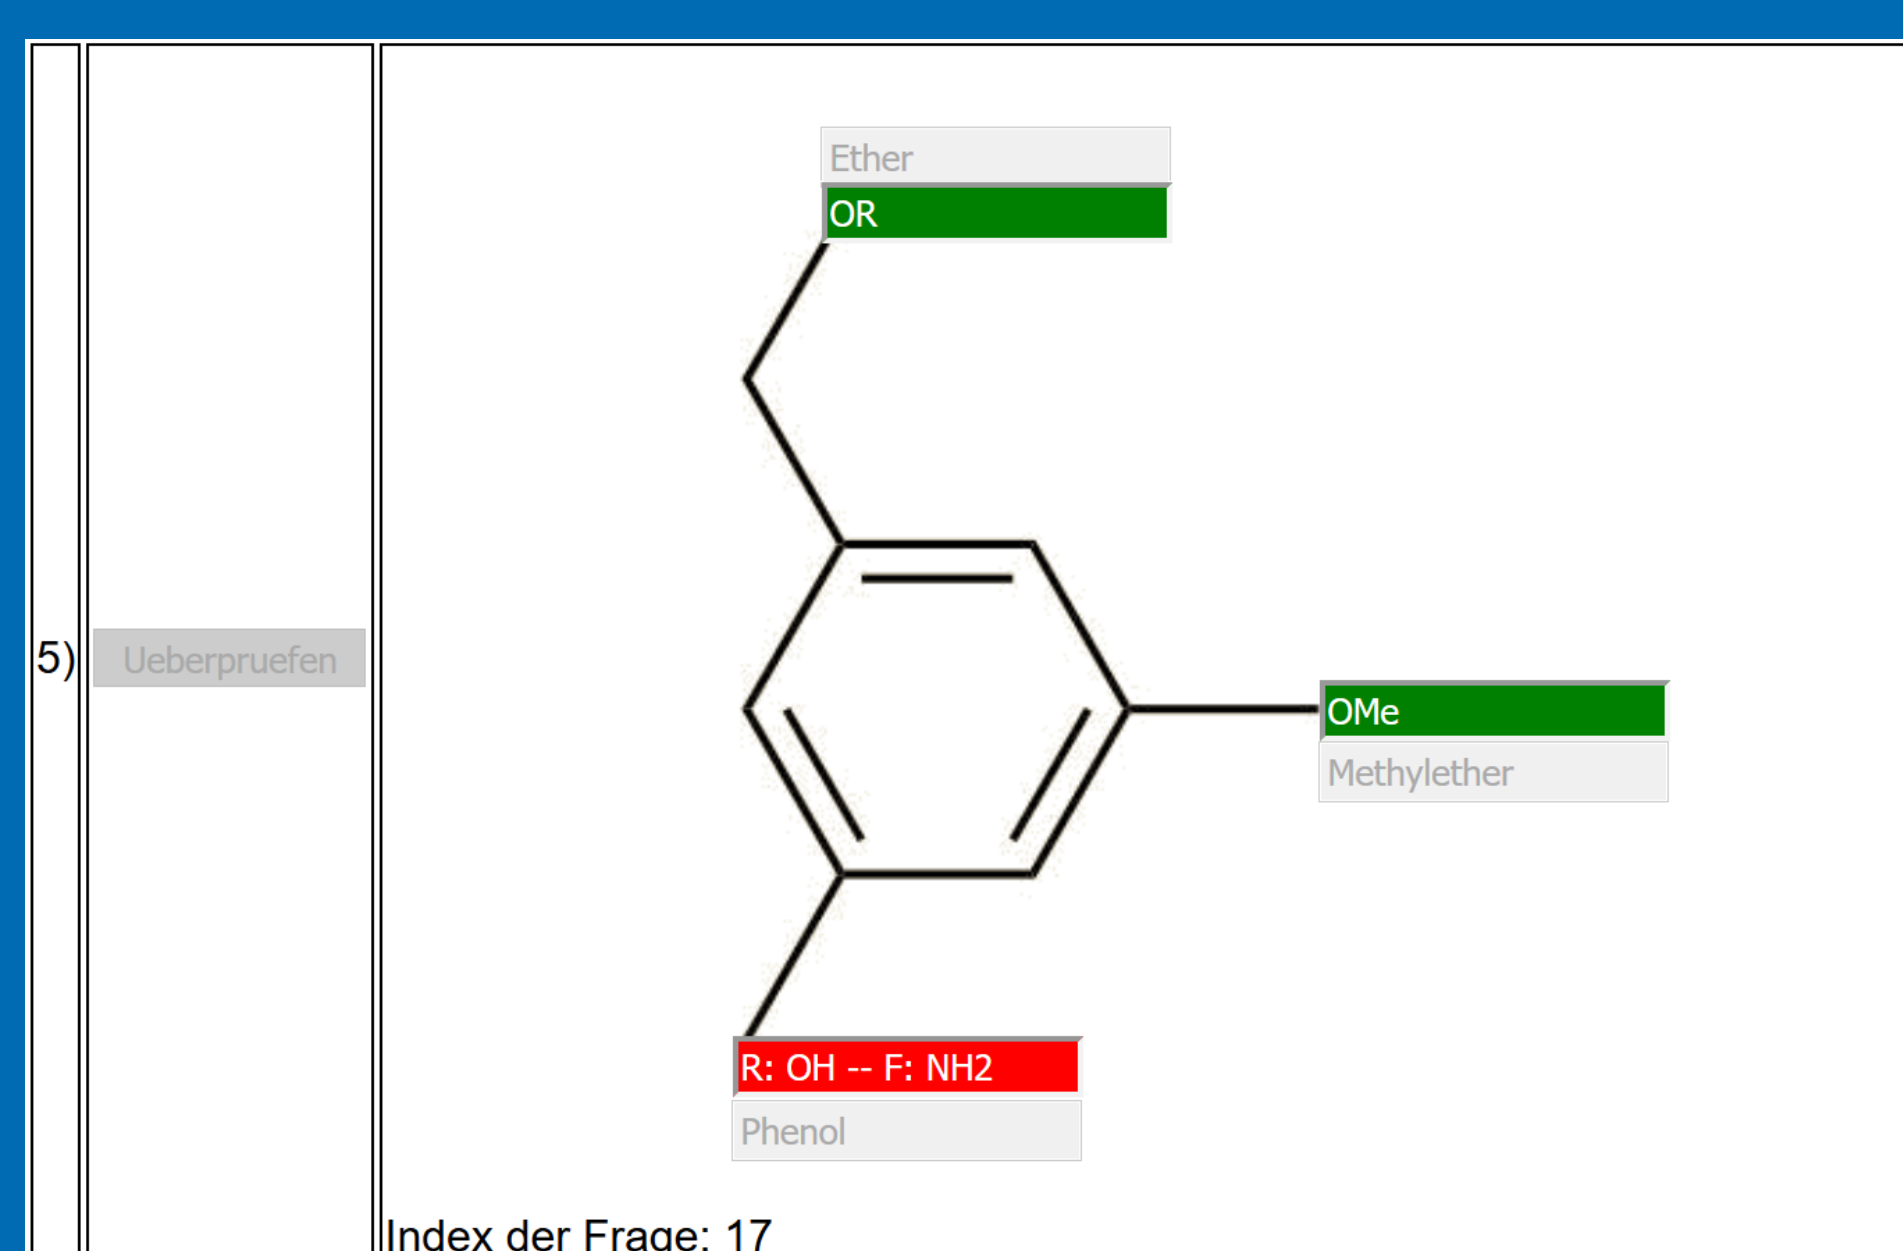 Ether
OR
5)
Ueberpruefen
OMe
Methylether
R: OH -- F: NH2
Phenol
Index der Frage: 17